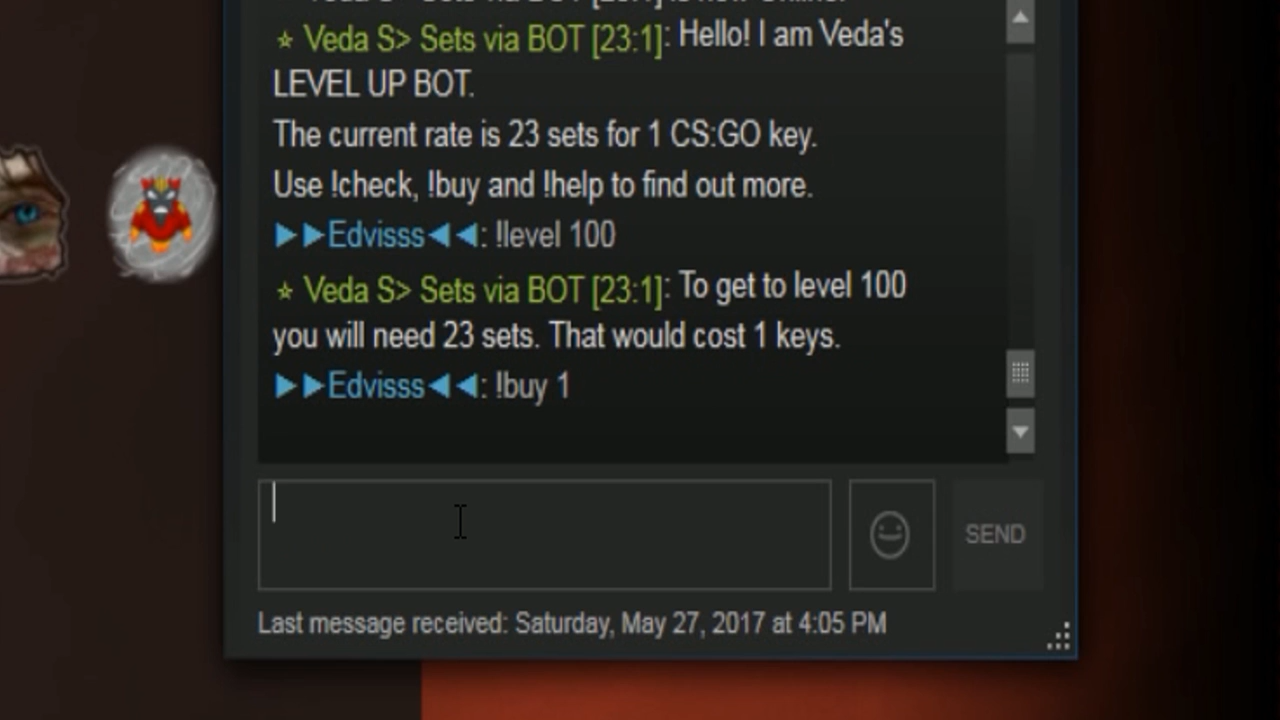 ⭐ Veda S> Sets via BOT [23:1]: Hello! I am Veda's
LEVEL UP BOT.
The current rate is 23 sets for 1 CS:GO key.
Use !check, !buy and !help to find out more.
►►Edvisss◄◄: !level 100
⭐ Veda S> Sets via BOT [23:1]: To get to level 100
you will need 23 sets. That would cost 1 keys.
►►Edvisss◄◄: !buy 1
SEND
Last message received: Saturday, May 27, 2017 at 4:05 PM